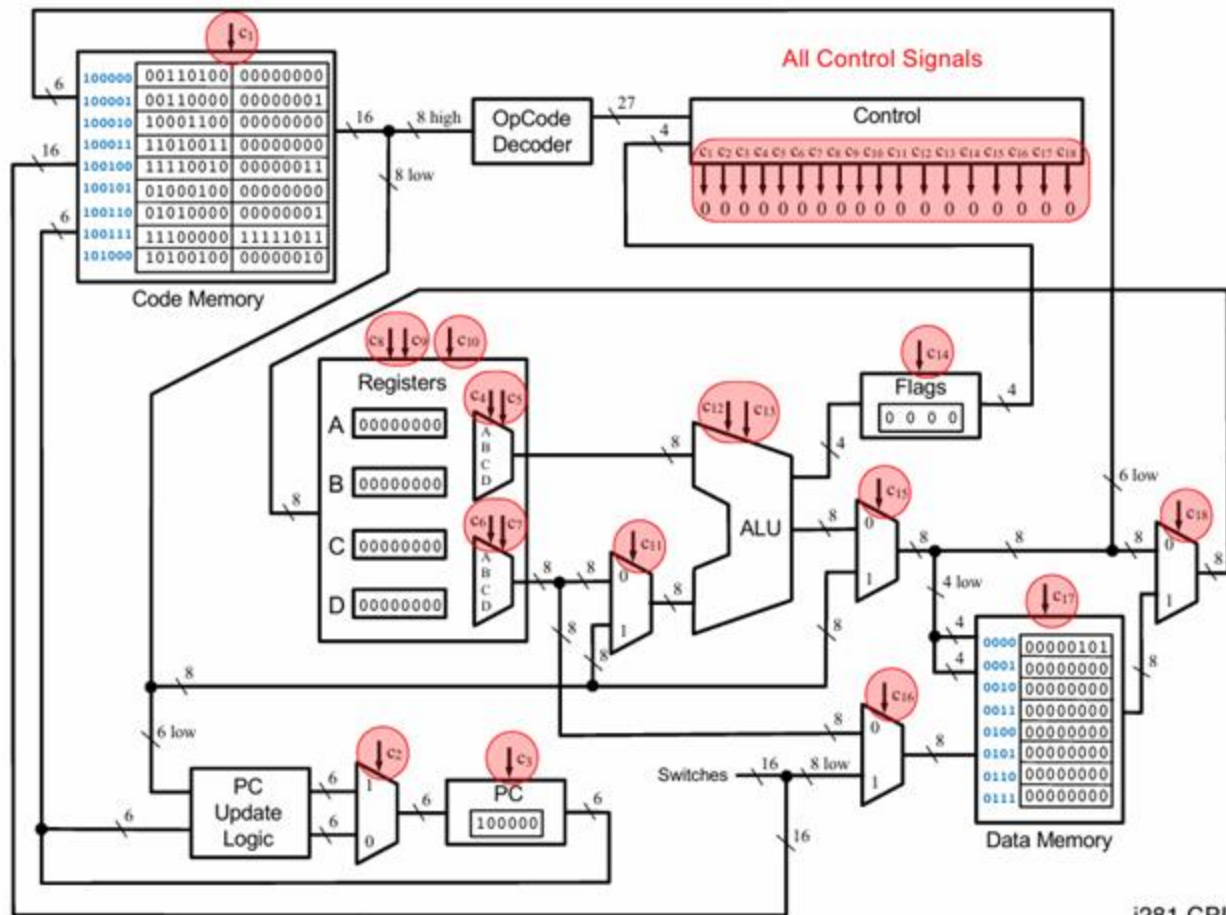 c1
All Control Signals
100000 00110100 00000000
100001 00110000 00000001
100010 10001100 00000000
100011 11010011 00000000
100100 11110010 00000011
100101 01000100 00000000
100110 01010000 00000001
100111 11100000 11111011
101000 10100100 00000010
Code Memory
6
16
6
16
8 high
8 low
OpCode
Decoder
27
4
Control
c1 c2 c3 c4 c5 c6 c7 c8 c9 c10 c11 c12 c13 c14 c15 c16 c17 c18
0 0 0 0 0 0 0 0 0 0 0 0 0 0 0 0 0 0
c8 c9 c10
Registers
A 00000000
B 00000000
C 00000000
D 00000000
8
c4 c5
A
B
C
D
c6 c7
A
B
C
D
8
8
8
8
c11
0
1
8
8
c12 c13
ALU
4
8
c14
Flags
0 0 0 0
4
c15
0
1
8
8
8
6 low
8
4 low
4
4
c18
0
1
8
c17
0000 00000101
0001 00000000
0010 00000000
0011 00000000
0100 00000000
0101 00000000
0110 00000000
0111 00000000
Data Memory
8
c16
0
1
8
8
8
6 low
Switches
16
8 low
16
PC
Update
Logic
6
6
6
c2
1
0
6
c3
PC
100000
6